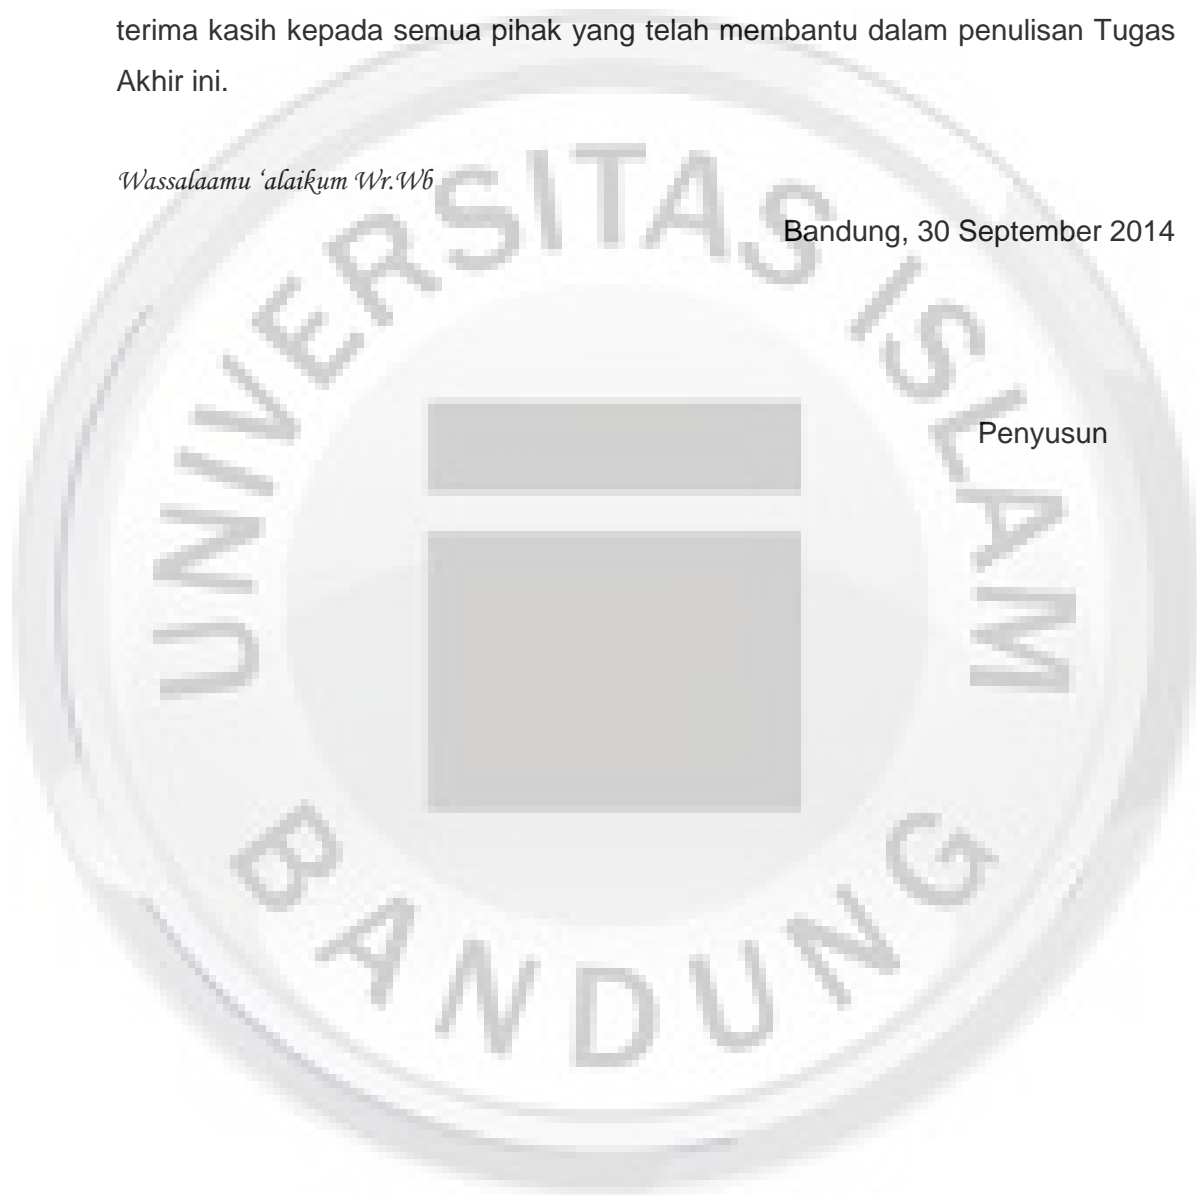 terima kasih kepada semua pihak yang telah membantu dalam penulisan Tugas
Akhir ini.
Wassalaamu ‘alaikum Wr.Wb
Bandung, 30 September 2014
Penyusun
UNIVERSITAS ISLAM
BANDUNG